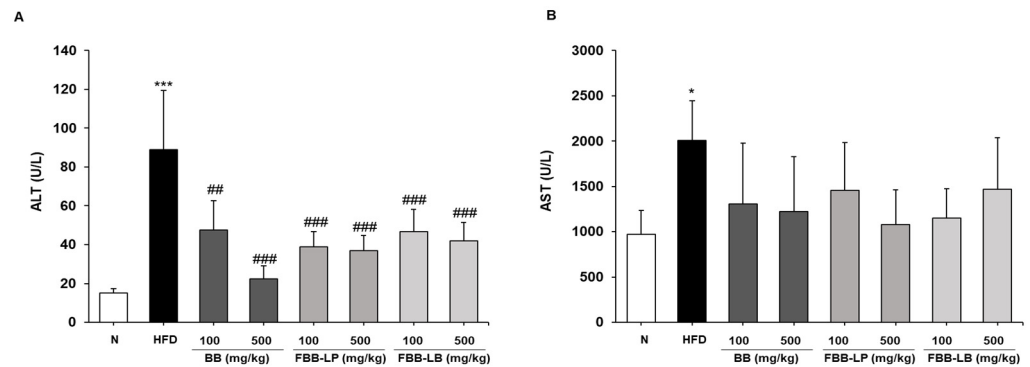 A
ALT (U/L)
140
120
100
80
60
40
20
0
***
##
###
###
###
###
###
N HFD 100 500 100 500 100 500
BB (mg/kg) FBB-LP (mg/kg) FBB-LB (mg/kg)
B
AST (U/L)
3000
2500
2000
1500
1000
500
0
*
N HFD 100 500 100 500 100 500
BB (mg/kg) FBB-LP (mg/kg) FBB-LB (mg/kg)